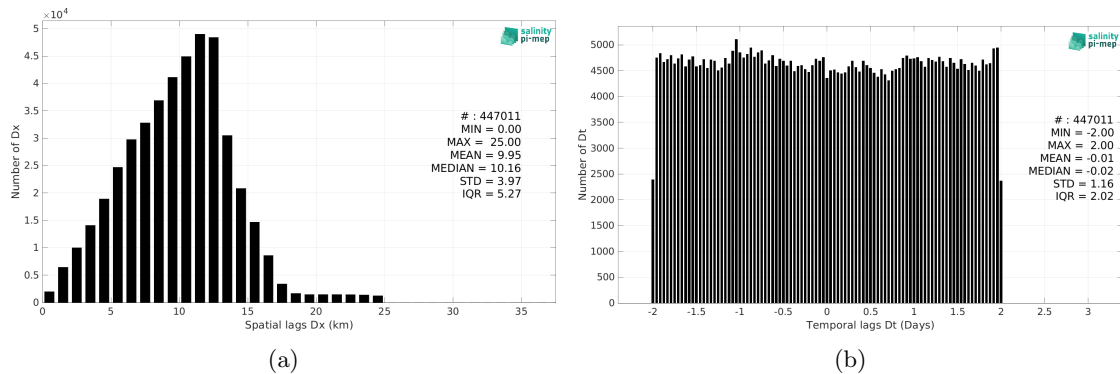 ×10⁴
5
4.5
4
3.5
3
2.5
2
1.5
1
0.5
0
Number of Dx
0 5 10 15 20 25 30 35
Spatial lags Dx (km)
salinity
pi-mep
# : 447011
MIN = 0.00
MAX = 25.00
MEAN = 9.95
MEDIAN = 10.16
STD = 3.97
IQR = 5.27
(a)
5000
4500
4000
3500
3000
2500
2000
1500
1000
500
0
Number of Dt
-2 -1.5 -1 -0.5 0 0.5 1 1.5 2 2.5 3
Temporal lags Dt (Days)
salinity
pi-mep
# : 447011
MIN = -2.00
MAX = 2.00
MEAN = -0.01
MEDIAN = -0.02
STD = 1.16
IQR = 2.02
(b)